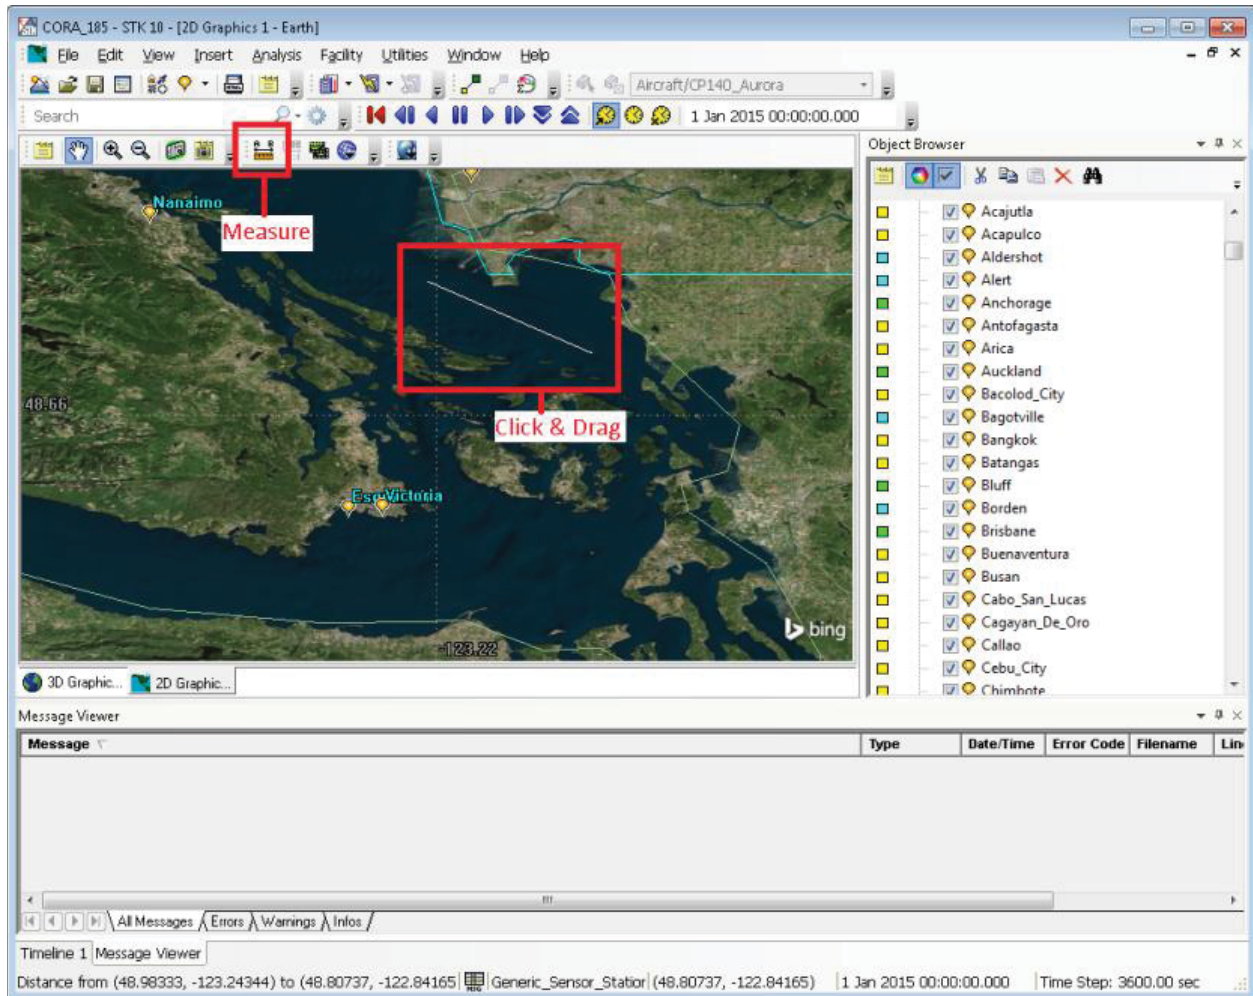 CORA_185 - STK 10 - [2D Graphics 1 - Earth]
File Edit View Insert Analysis Facility Utilities Window Help
Aircraft/CP140_Aurora
Search
1 Jan 2015 00:00:00.000
Object Browser
Nanaimo
Measure
Click & Drag
48.66
Victoria
-123.22
bing
Acajutla
Acapulco
Aldershot
Alert
Anchorage
Antofagasta
Arica
Auckland
Bacolod_City
Bagotville
Bangkok
Batangas
Bluff
Borden
Brisbane
Buenaventura
Busan
Cabo_San_Lucas
Cagayan_De_Oro
Callao
Cebu_City
Chimbote
3D Graphic... 2D Graphic...
Message Viewer
Message Type Date/Time Error Code Filename Lin
All Messages Errors Warnings Infos
Timeline 1 Message Viewer
Distance from (48.98333, -123.24344) to (48.80737, -122.84165 Generic_Sensor_Station (48.80737, -122.84165) 1 Jan 2015 00:00:00.000 Time Step: 3600.00 sec